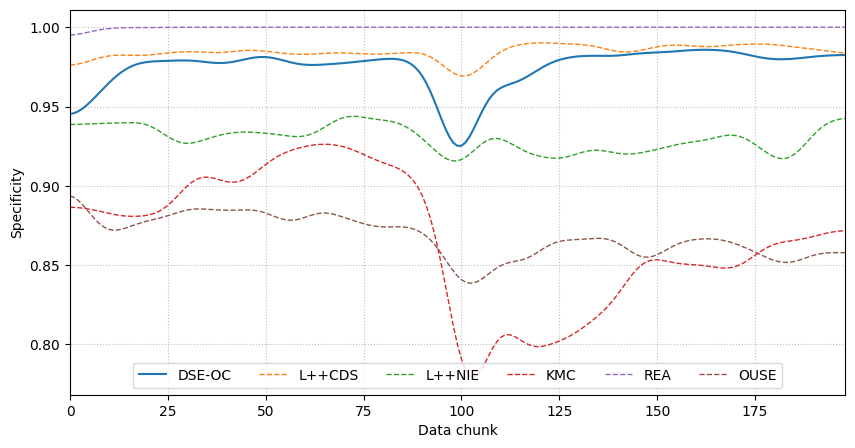 1.00
0.95
0.90
0.85
0.80
Specificity
DSE-OC L++CDS L++NIE KMC REA OUSE
0 25 50 75 100 125 150 175
Data chunk